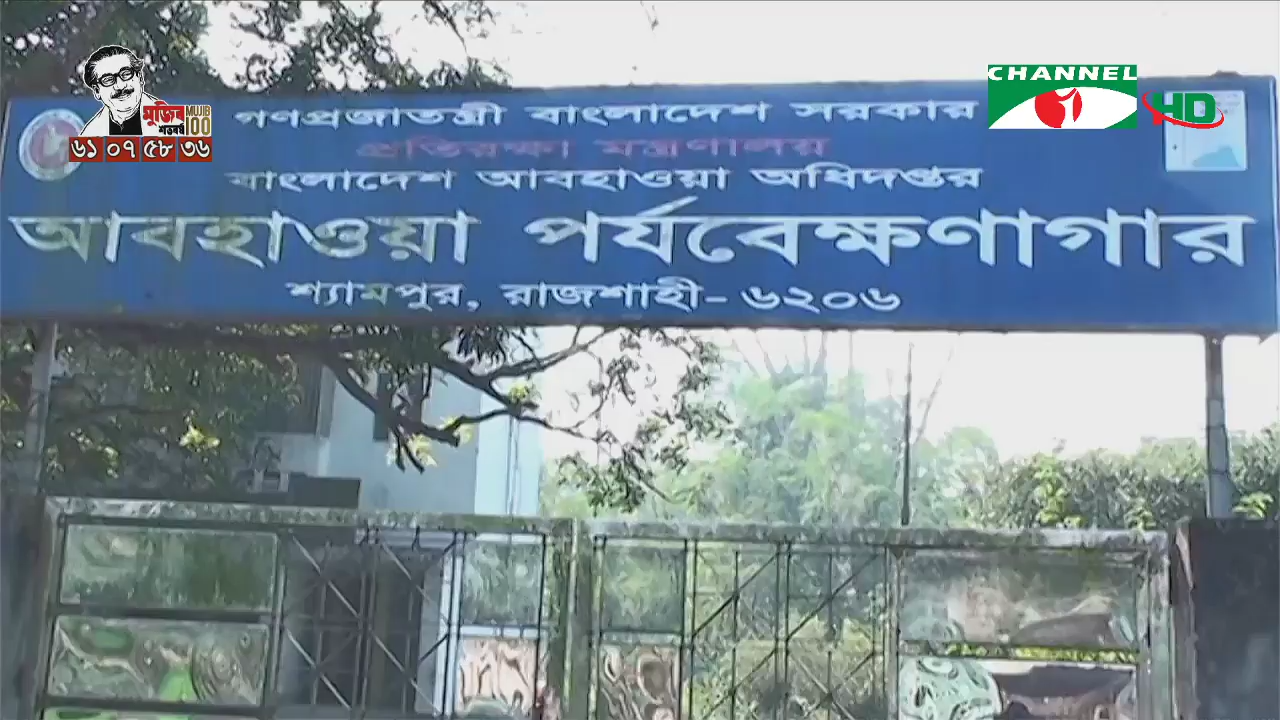 গণপ্রজাতন্ত্রী বাংলাদেশ সরকার
প্রতিরক্ষা মন্ত্রণালয়
বাংলাদেশ আবহাওয়া অধিদপ্তর
আবহাওয়া পর্যবেক্ষণাগার
শ্যামপুর, রাজশাহী- ৬২০৬
মুজিব MUJIB
শতবর্ষ 100
৬১ ০৭ ৫৮ ৩৬
CHANNEL
i HD